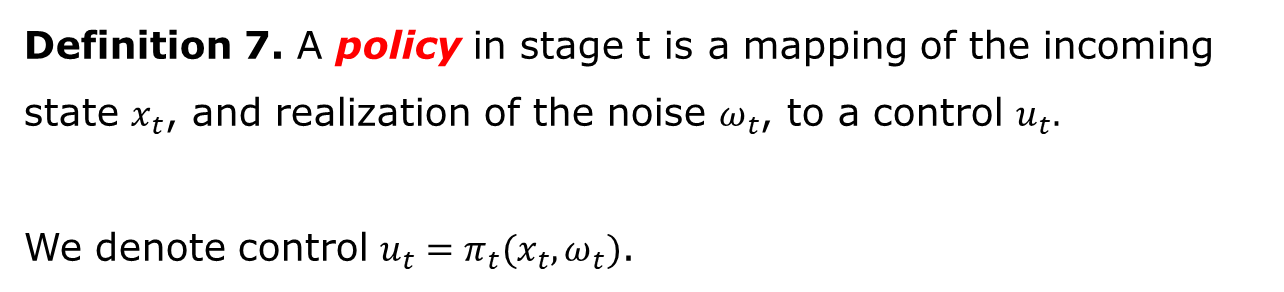 Definition 7. A policy in stage t is a mapping of the incoming
state 𝑥ₜ, and realization of the noise 𝜔ₜ, to a control 𝑢ₜ.
We denote control 𝑢ₜ = 𝜋ₜ(𝑥ₜ, 𝜔ₜ).